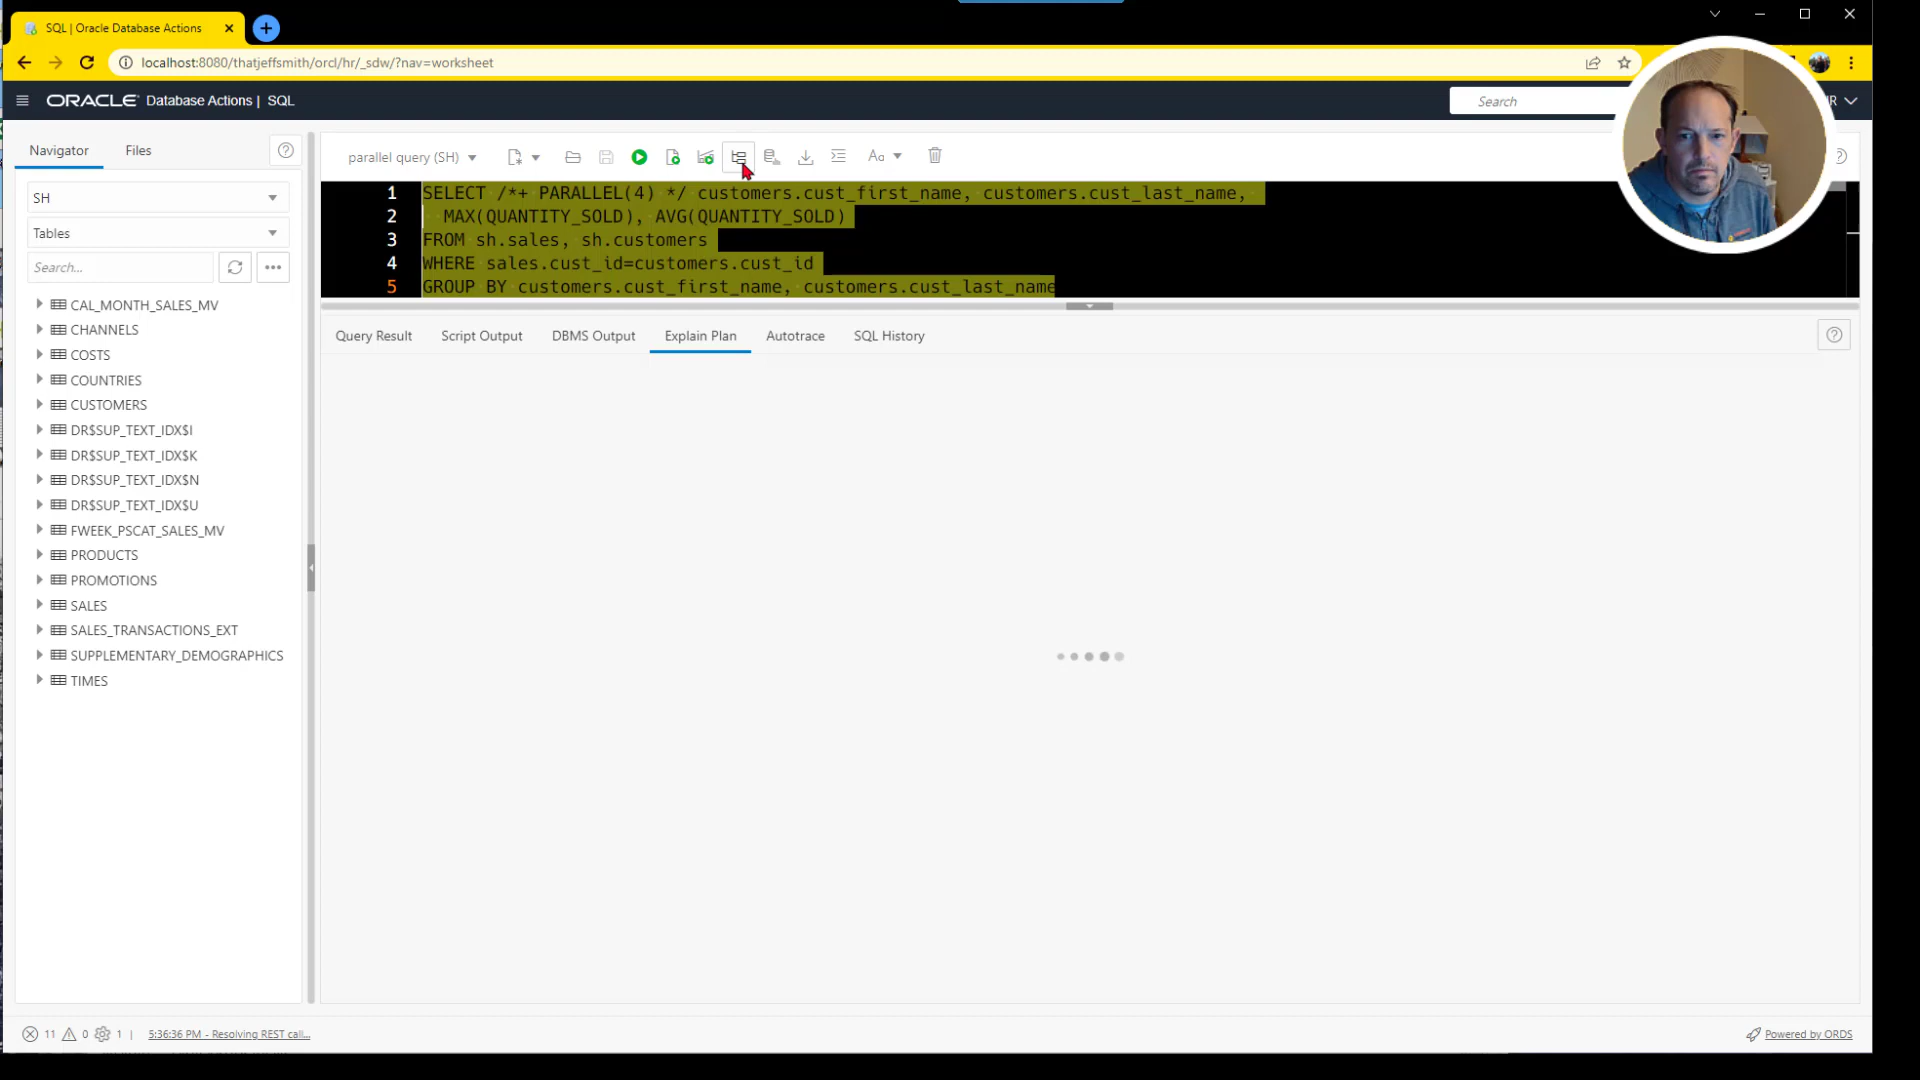 SQL | Oracle Database Actions
localhost:8080/thatjeffsmith/orcl/hr/_sdw/?nav=worksheet
ORACLE Database Actions | SQL
Search
R
Navigator
Files
parallel query (SH)
Aa
SH
Tables
Search...
CAL_MONTH_SALES_MV
CHANNELS
COSTS
COUNTRIES
CUSTOMERS
DR$SUP_TEXT_IDX$I
DR$SUP_TEXT_IDX$K
DR$SUP_TEXT_IDX$N
DR$SUP_TEXT_IDX$U
FWEEK_PSCAT_SALES_MV
PRODUCTS
PROMOTIONS
SALES
SALES_TRANSACTIONS_EXT
SUPPLEMENTARY_DEMOGRAPHICS
TIMES
1 SELECT /*+ PARALLEL(4) */ customers.cust_first_name, customers.cust_last_name,
2 MAX(QUANTITY_SOLD), AVG(QUANTITY_SOLD)
3 FROM sh.sales, sh.customers
4 WHERE sales.cust_id=customers.cust_id
5 GROUP BY customers.cust_first_name, customers.cust_last_name
Query Result
Script Output
DBMS Output
Explain Plan
Autotrace
SQL History
11 0 1 | 5:36:36 PM - Resolving REST call...
Powered by ORDS